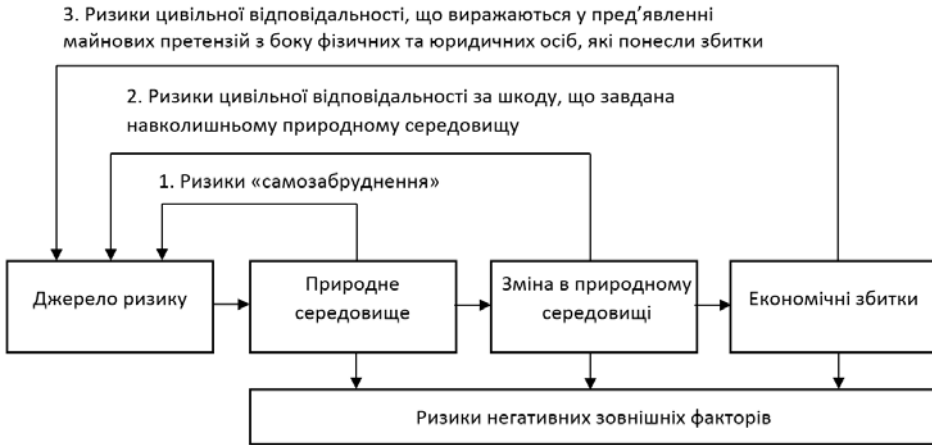 3. Ризики цивільної відповідальності, що виражаються у пред’явленні
майнових претензій з боку фізичних та юридичних осіб, які понесли збитки
2. Ризики цивільної відповідальності за шкоду, що завдана
навколишньому природному середовищу
1. Ризики «самозабруднення»
Джерело ризику
Природне
середовище
Зміна в природному
середовищі
Економічні збитки
Ризики негативних зовнішніх факторів